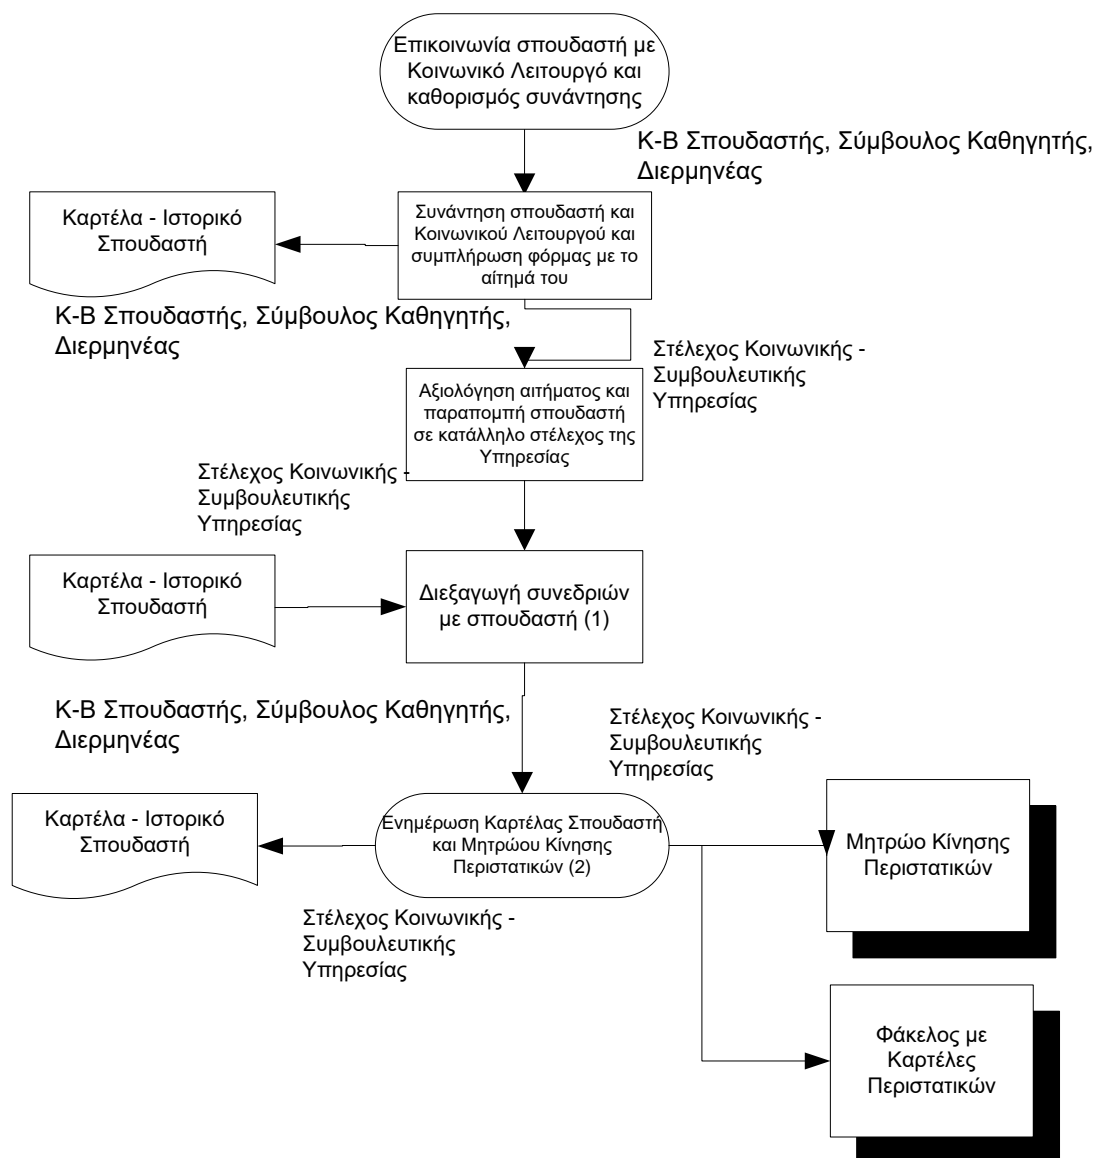 Επικοινωνία σπουδαστή με
Κοινωνικό Λειτουργό και
καθορισμός συνάντησης
Κ-Β Σπουδαστής, Σύμβουλος Καθηγητής,
Διερμηνέας
Καρτέλα - Ιστορικό
Σπουδαστή
Συνάντηση σπουδαστή και
Κοινωνικού Λειτουργού και
συμπλήρωση φόρμας με το
αίτημά του
Κ-Β Σπουδαστής, Σύμβουλος Καθηγητής,
Διερμηνέας
Στέλεχος Κοινωνικής -
Συμβουλευτικής
Υπηρεσίας
Αξιολόγηση αιτήματος και
παραπομπή σπουδαστή
σε κατάλληλο στέλεχος της
Υπηρεσίας
Στέλεχος Κοινωνικής -
Συμβουλευτικής
Υπηρεσίας
Καρτέλα - Ιστορικό
Σπουδαστή
Διεξαγωγή συνεδριών
με σπουδαστή (1)
Κ-Β Σπουδαστής, Σύμβουλος Καθηγητής,
Διερμηνέας
Στέλεχος Κοινωνικής -
Συμβουλευτικής
Υπηρεσίας
Καρτέλα - Ιστορικό
Σπουδαστή
Ενημέρωση Καρτέλας Σπουδαστή
και Μητρώου Κίνησης
Περιστατικών (2)
Μητρώο Κίνησης
Περιστατικών
Στέλεχος Κοινωνικής -
Συμβουλευτικής
Υπηρεσίας
Φάκελος με
Καρτέλες
Περιστατικών